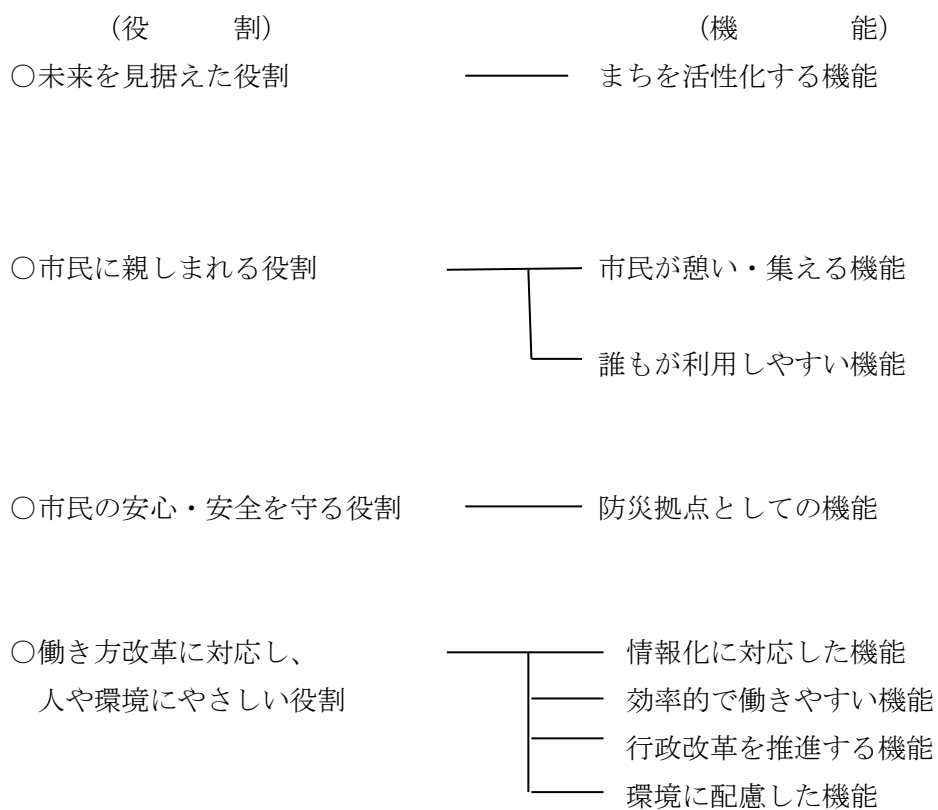 （役　　　割）　（機　　　　能）
○未来を見据えた役割　まちを活性化する機能
○市民に親しまれる役割　市民が憩い・集える機能
誰もが利用しやすい機能
○市民の安心・安全を守る役割　防災拠点としての機能
○働き方改革に対応し、　情報化に対応した機能
人や環境にやさしい役割　効率的で働きやすい機能
行政改革を推進する機能
環境に配慮した機能